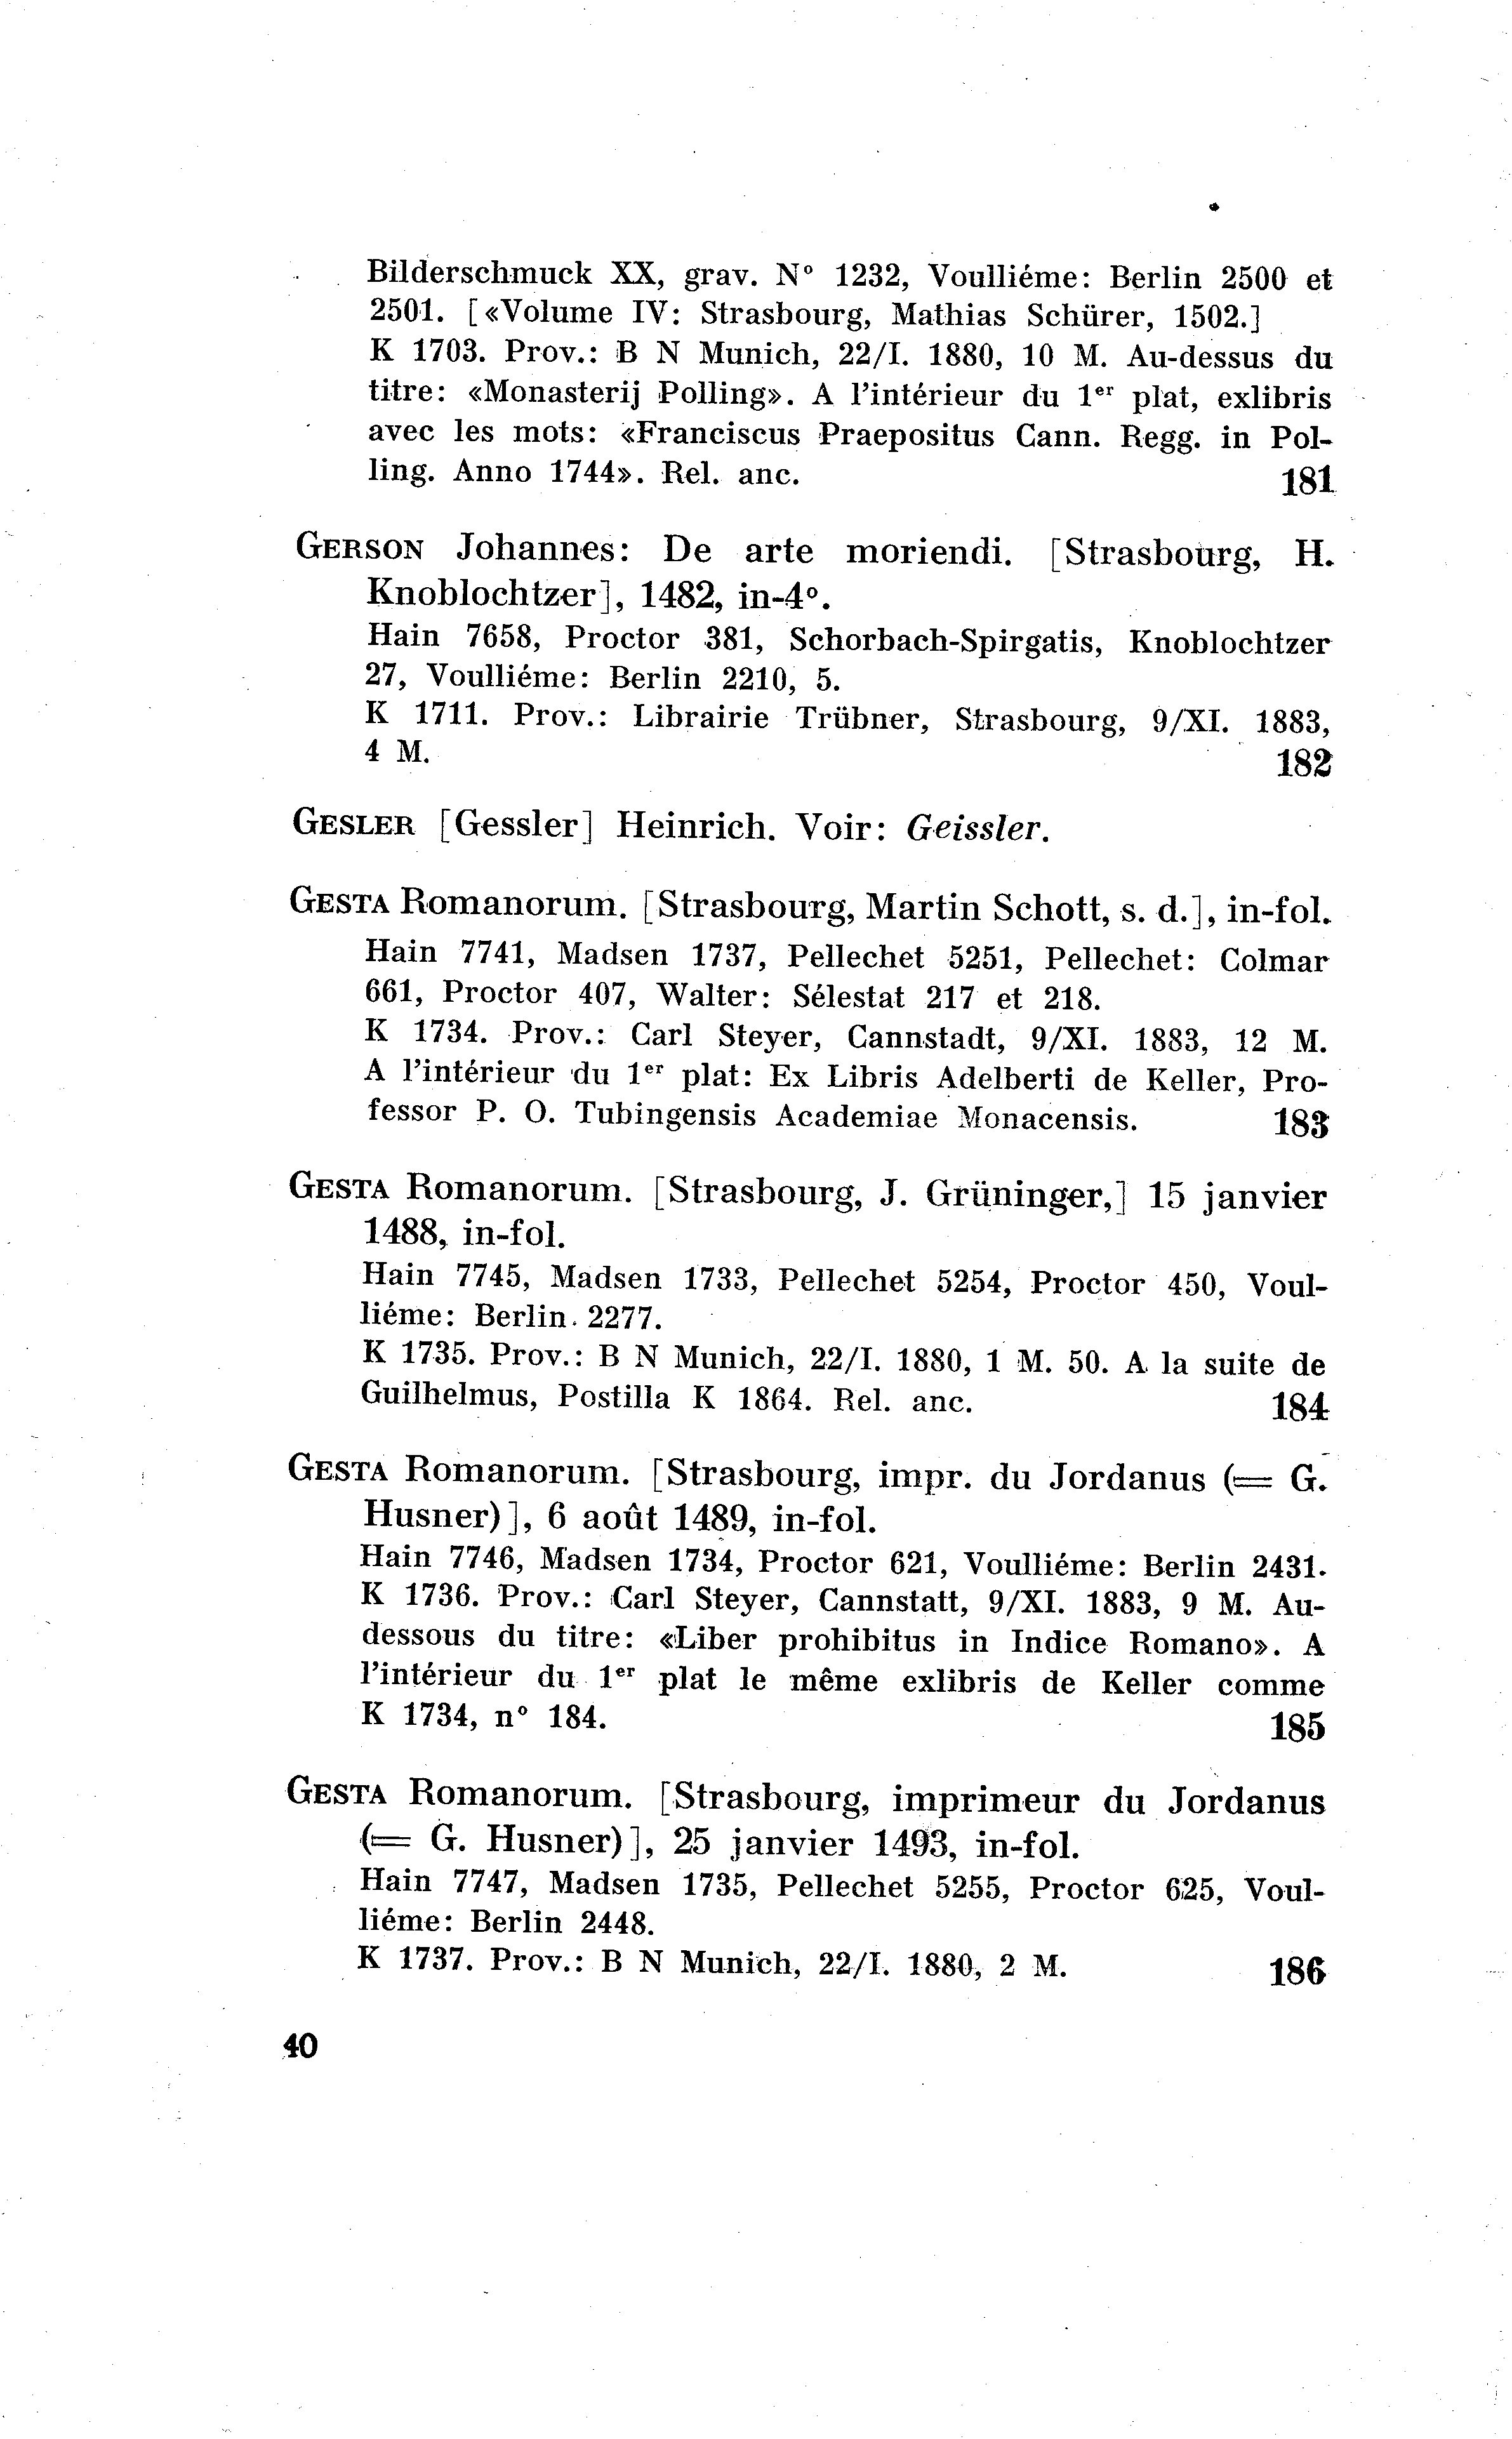 Bilderschmuck XX, grav. N° 1232, Voulliéme: Berlin 2500 et
2501. [«Volume IV: Strasbourg, Mathias Schürer, 1502.]
K 1703. Prov.: B N Munich, 22/I. 1880, 10 M. Au-dessus du
titre: «Monasterij Polling». A l'intérieur du 1er plat, exlibris
avec les mots: «Franciscus Praepositus Cann. Regg. in Pol-
ling. Anno 1744». Rel. anc. 181
GERSON Johannes: De arte moriendi. [Strasbourg, H.
Knoblochtzer], 1482, in-4°.
Hain 7658, Proctor 381, Schorbach-Spirgatis, Knoblochtzer
27, Voulliéme: Berlin 2210, 5.
K 1711. Prov.: Librairie Trübner, Strasbourg, 9/XI. 1883,
4 M. 182
GESLER [Gessler] Heinrich. Voir: Geissler.
GESTA Romanorum. [Strasbourg, Martin Schott, s. d.], in-fol.
Hain 7741, Madsen 1737, Pellechet 5251, Pellechet: Colmar
661, Proctor 407, Walter: Sélestat 217 et 218.
K 1734. Prov.: Carl Steyer, Cannstadt, 9/XI. 1883, 12 M.
A l'intérieur du 1er plat: Ex Libris Adelberti de Keller, Pro-
fessor P. O. Tubingensis Academiae Monacensis. 183
GESTA Romanorum. [Strasbourg, J. Grüninger,] 15 janvier
1488, in-fol.
Hain 7745, Madsen 1733, Pellechet 5254, Proctor 450, Voul-
liéme: Berlin. 2277.
K 1735. Prov.: B N Munich, 22/I. 1880, 1 M. 50. A la suite de
Guilhelmus, Postilla K 1864. Rel. anc. 184
GESTA Romanorum. [Strasbourg, impr. du Jordanus (= G.
Husner)], 6 août 1489, in-fol.
Hain 7746, Madsen 1734, Proctor 621, Voulliéme: Berlin 2431.
K 1736. Prov.: Carl Steyer, Cannstatt, 9/XI. 1883, 9 M. Au-
dessous du titre: «Liber prohibitus in Indice Romano». A
l'intérieur du 1er plat le même exlibris de Keller comme
K 1734, n° 184. 185
GESTA Romanorum. [Strasbourg, imprimeur du Jordanus
(= G. Husner)], 25 janvier 1493, in-fol.
Hain 7747, Madsen 1735, Pellechet 5255, Proctor 625, Voul-
liéme: Berlin 2448.
K 1737. Prov.: B N Munich, 22/I. 1880, 2 M. 186
40